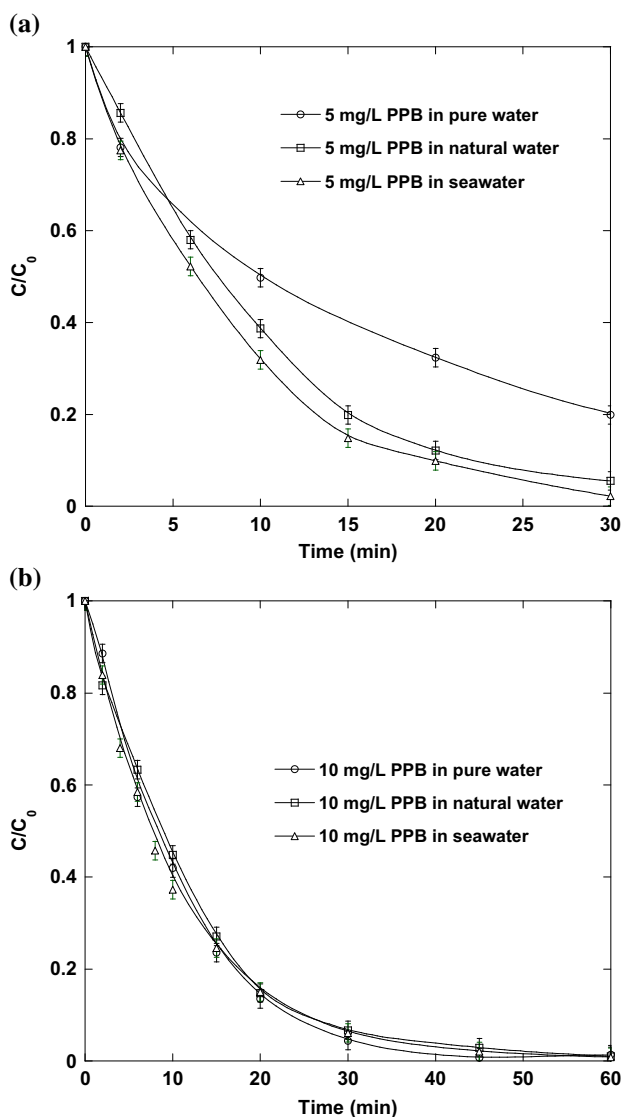 (a)
1
0.8
0.6
0.4
0.2
0
C/C0
5 mg/L PPB in pure water
5 mg/L PPB in natural water
5 mg/L PPB in seawater
0 5 10 15 20 25 30
Time (min)
(b)
1
0.8
0.6
0.4
0.2
0
C/C0
10 mg/L PPB in pure water
10 mg/L PPB in natural water
10 mg/L PPB in seawater
0 10 20 30 40 50 60
Time (min)